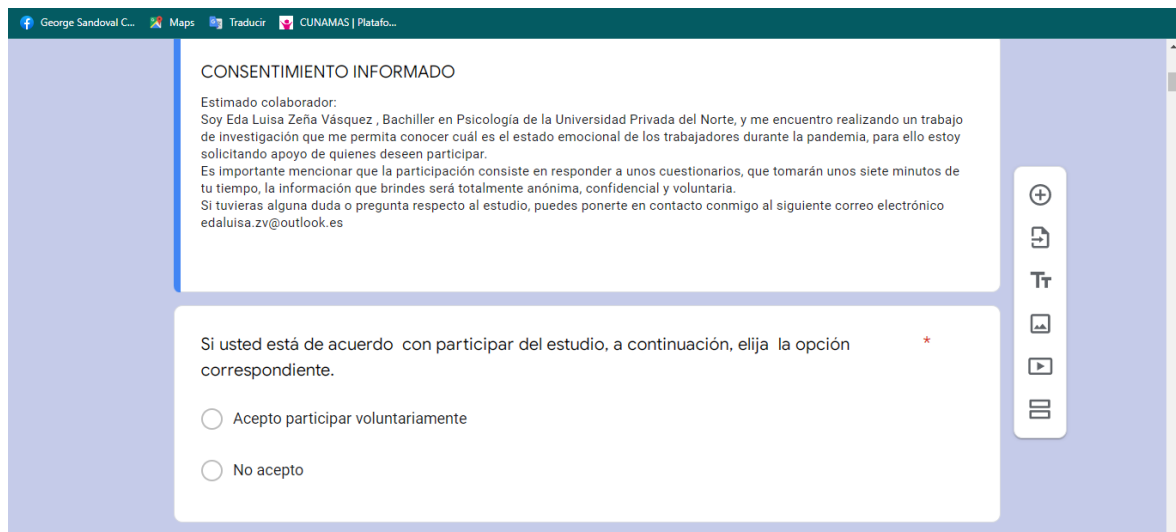 George Sandoval C... Maps Traducir CUNAMAS | Platafo...
CONSENTIMIENTO INFORMADO
Estimado colaborador:
Soy Eda Luisa Zeña Vásquez , Bachiller en Psicología de la Universidad Privada del Norte, y me encuentro realizando un trabajo
de investigación que me permita conocer cuál es el estado emocional de los trabajadores durante la pandemia, para ello estoy
solicitando apoyo de quienes deseen participar.
Es importante mencionar que la participación consiste en responder a unos cuestionarios, que tomarán unos siete minutos de
tu tiempo, la información que brindes será totalmente anónima, confidencial y voluntaria.
Si tuvieras alguna duda o pregunta respecto al estudio, puedes ponerte en contacto conmigo al siguiente correo electrónico
edaluisa.zv@outlook.es
Si usted está de acuerdo con participar del estudio, a continuación, elija la opción *
correspondiente.
Acepto participar voluntariamente
No acepto